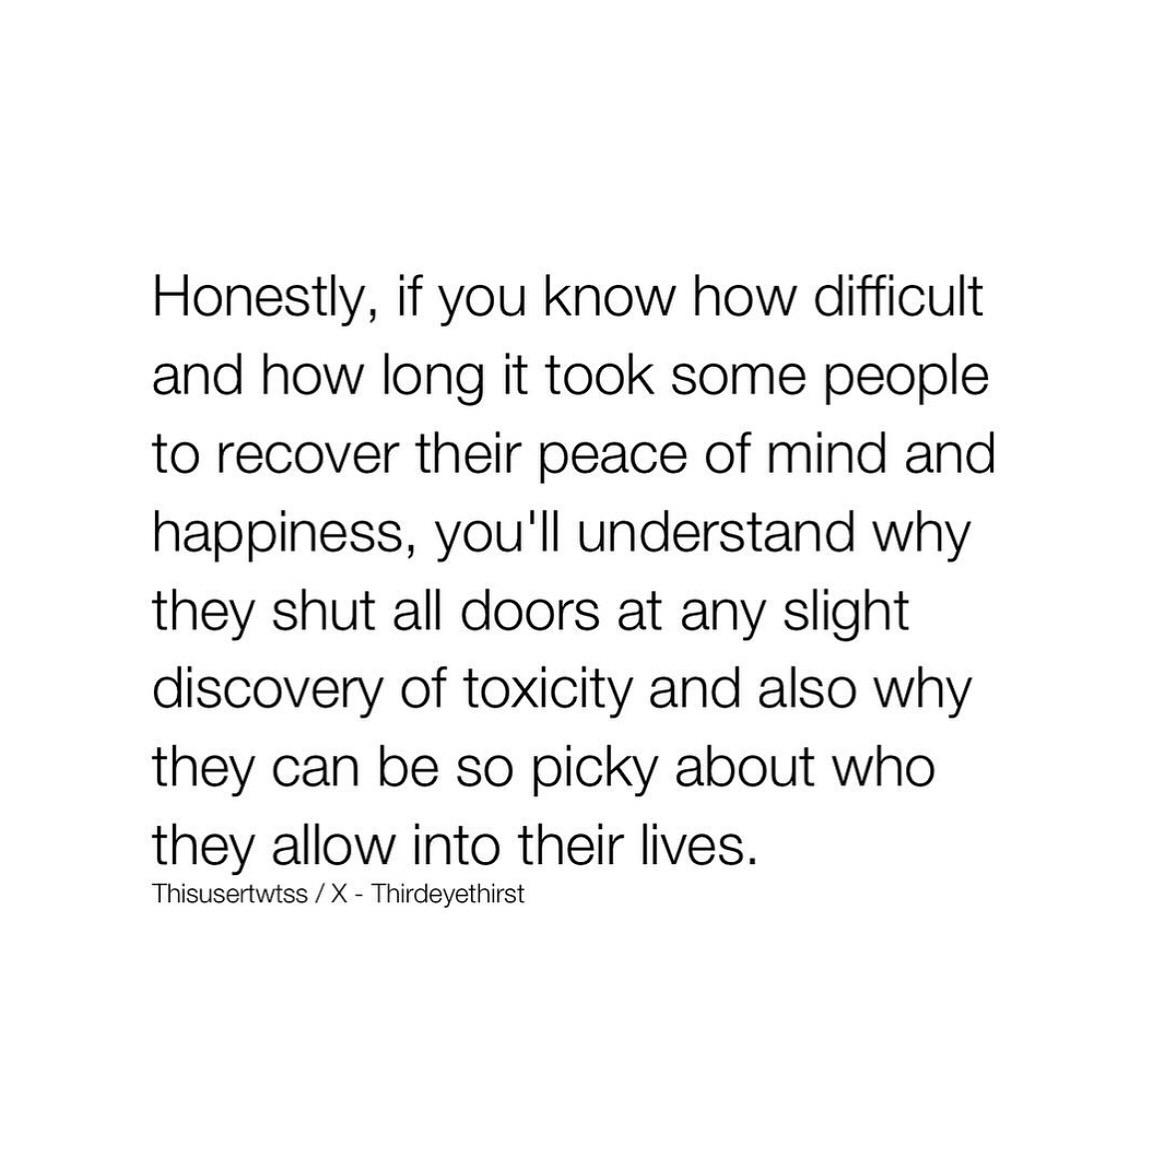 Honestly, if you know how difficult
and how long it took some people
to recover their peace of mind and
happiness, you'll understand why
they shut all doors at any slight
discovery of toxicity and also why
they can be so picky about who
they allow into their lives.
Thisusertwtss / X - Thirdeyethirst